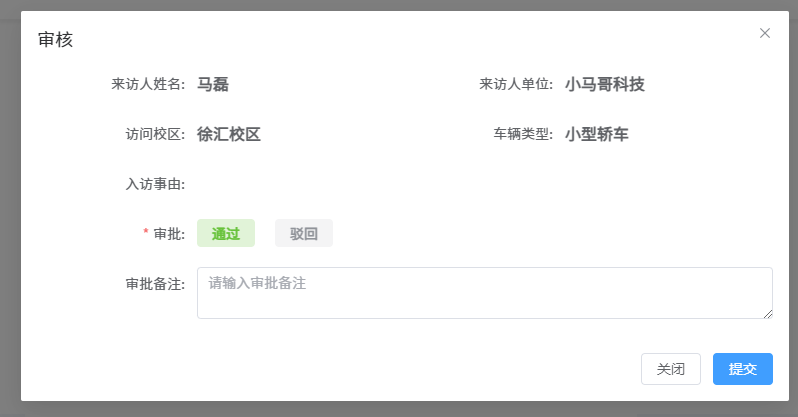 审核
来访人姓名: 马磊 来访人单位: 小马哥科技
访问校区: 徐汇校区 车辆类型: 小型轿车
入访事由:
* 审批: 通过 驳回
审批备注: 请输入审批备注
关闭 提交